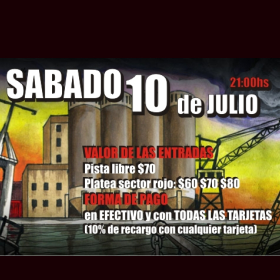 21:00hs
SABADO 10 de JULIO
VALOR DE LAS ENTRADAS
Pista libre $70
Platea sector rojo: $60 $70 $80
FORMA DE PAGO
en EFECTIVO y con TODAS LAS TARJETAS
(10% de recargo con cualquier tarjeta)